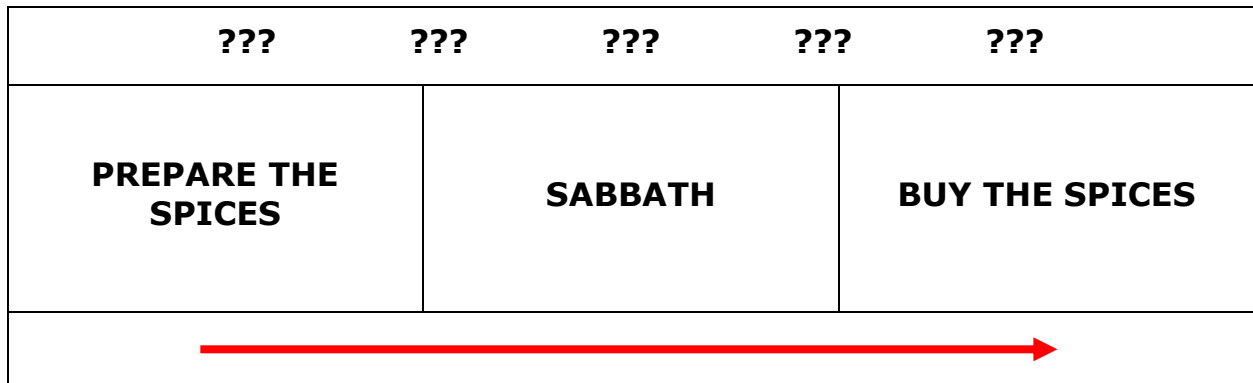 ??? ??? ??? ??? ???
PREPARE THE
SPICES
SABBATH
BUY THE SPICES